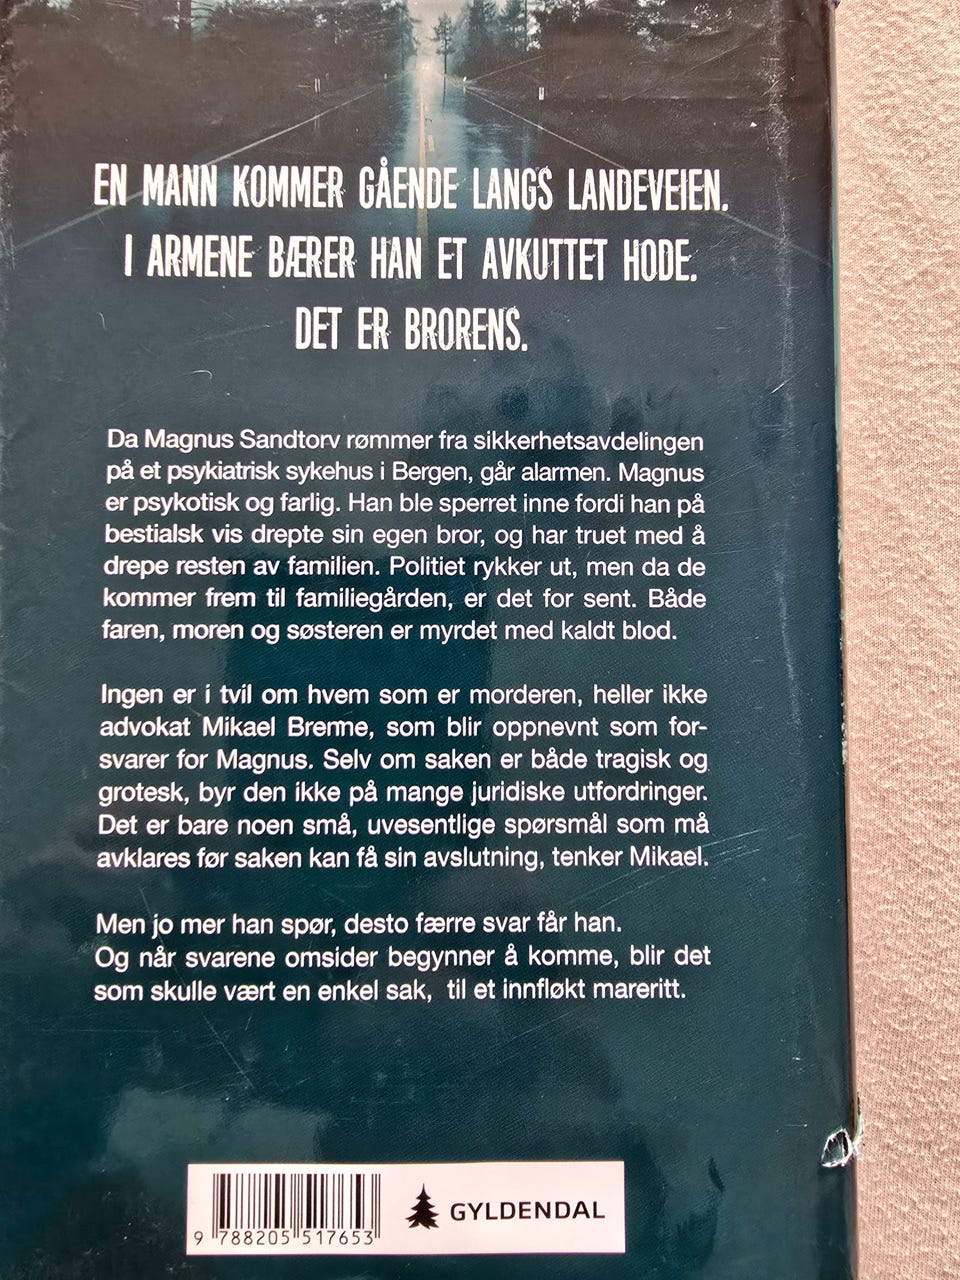 EN MANN KOMMER GÅENDE LANGS LANDEVEIEN.
I ARMENE BÆRER HAN ET AVKUTTET HODE.
DET ER BRORENS.
Da Magnus Sandtorv rømmer fra sikkerhetsavdelingen
på et psykiatrisk sykehus i Bergen, går alarmen. Magnus
er psykotisk og farlig. Han ble sperret inne fordi han på
bestialsk vis drepte sin egen bror, og har truet med å
drepe resten av familien. Politiet rykker ut, men da de
kommer frem til familiegården, er det for sent. Både
faren, moren og søsteren er myrdet med kaldt blod.
Ingen er i tvil om hvem som er morderen, heller ikke
advokat Mikael Brenne, som blir oppnevnt som for-
svarer for Magnus. Selv om saken er både tragisk og
grotesk, byr den ikke på mange juridiske utfordringer.
Det er bare noen små, uvesentlige spørsmål som må
avklares før saken kan få sin avslutning, tenker Mikael.
Men jo mer han spør, desto færre svar får han.
Og når svarene omsider begynner å komme, blir det
som skulle vært en enkel sak, til et innfløkt mareritt.
9 788205 517653
GYLDENDAL